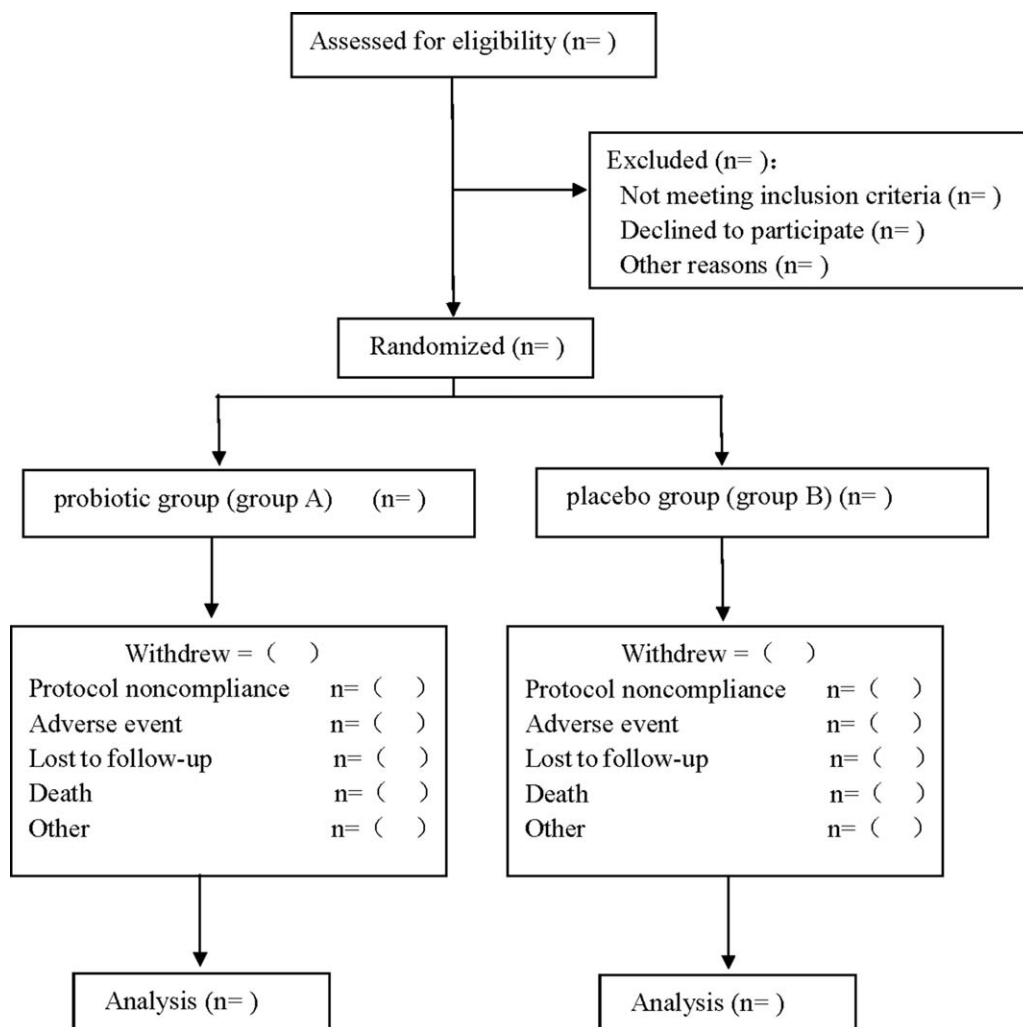 Assessed for eligibility (n= )
Excluded (n= )：
Not meeting inclusion criteria (n= )
Declined to participate (n= )
Other reasons (n= )
Randomized (n= )
probiotic group (group A) (n= )
placebo group (group B) (n= )
Withdrew =（ ）
Protocol noncompliance n=（ ）
Adverse event n=（ ）
Lost to follow-up n=（ ）
Death n=（ ）
Other n=（ ）
Withdrew =（ ）
Protocol noncompliance n=（ ）
Adverse event n=（ ）
Lost to follow-up n=（ ）
Death n=（ ）
Other n=（ ）
Analysis (n= )
Analysis (n= )